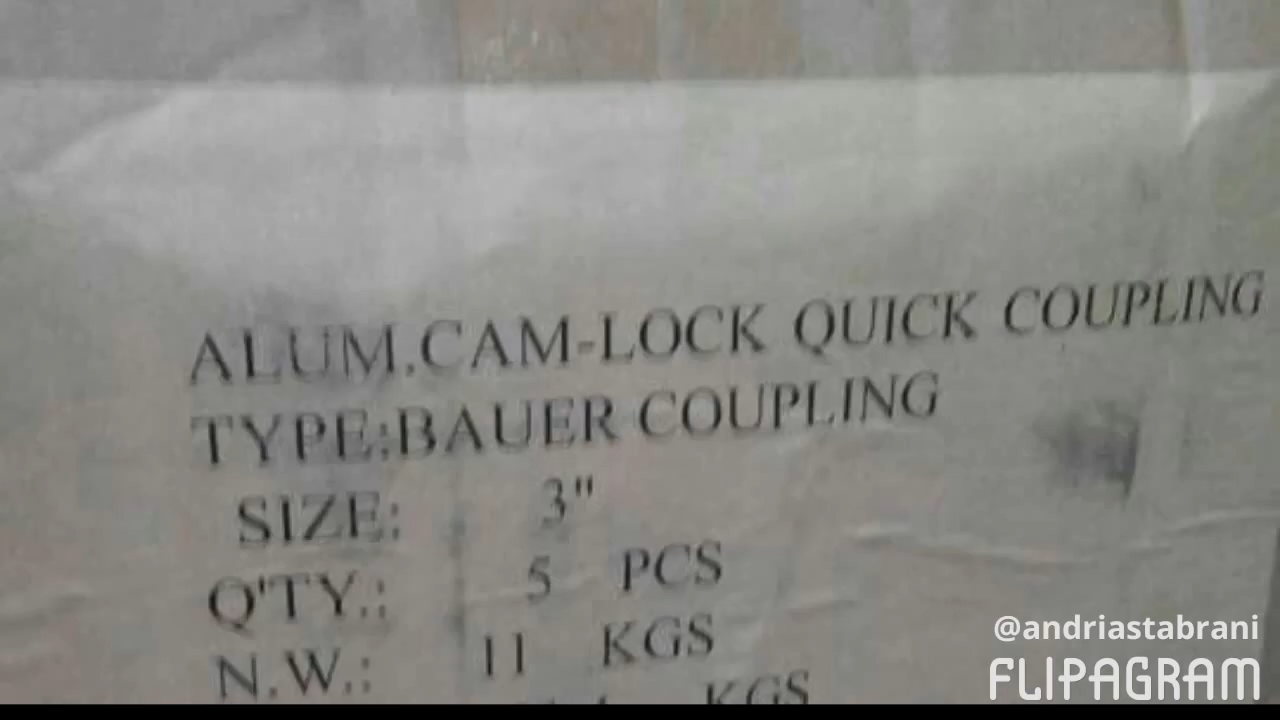 ALUM.CAM-LOCK QUICK COUPLING
TYPE:BAUER COUPLING
SIZE: 3"
Q'TY.: 5 PCS
N.W.: 11 KGS
KGS
@andriastabrani
FLIPAGRAM